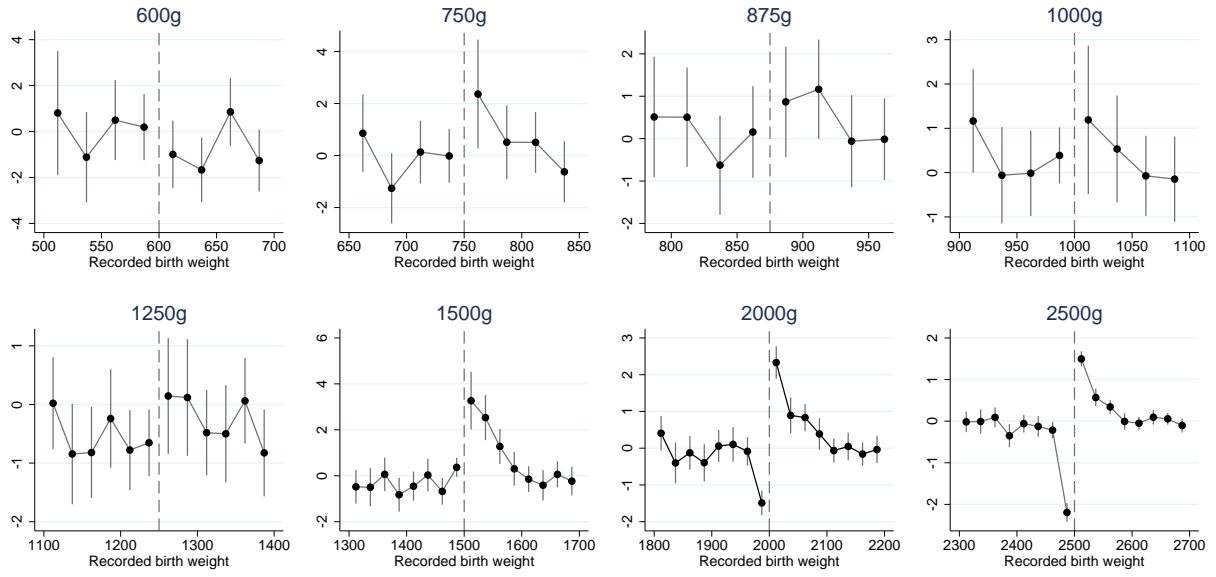 600g
4
2
0
-2
-4
500 550 600 650 700
Recorded birth weight
750g
4
2
0
-2
650 700 750 800 850
Recorded birth weight
875g
2
1
0
-1
-2
800 850 900 950
Recorded birth weight
1000g
3
2
1
0
-1
900 950 1000 1050 1100
Recorded birth weight
1250g
1
0
-1
-2
1100 1200 1300 1400
Recorded birth weight
1500g
6
4
2
0
-2
1300 1400 1500 1600 1700
Recorded birth weight
2000g
3
2
1
0
-1
-2
1800 1900 2000 2100 2200
Recorded birth weight
2500g
2
1
0
-1
-2
2300 2400 2500 2600 2700
Recorded birth weight